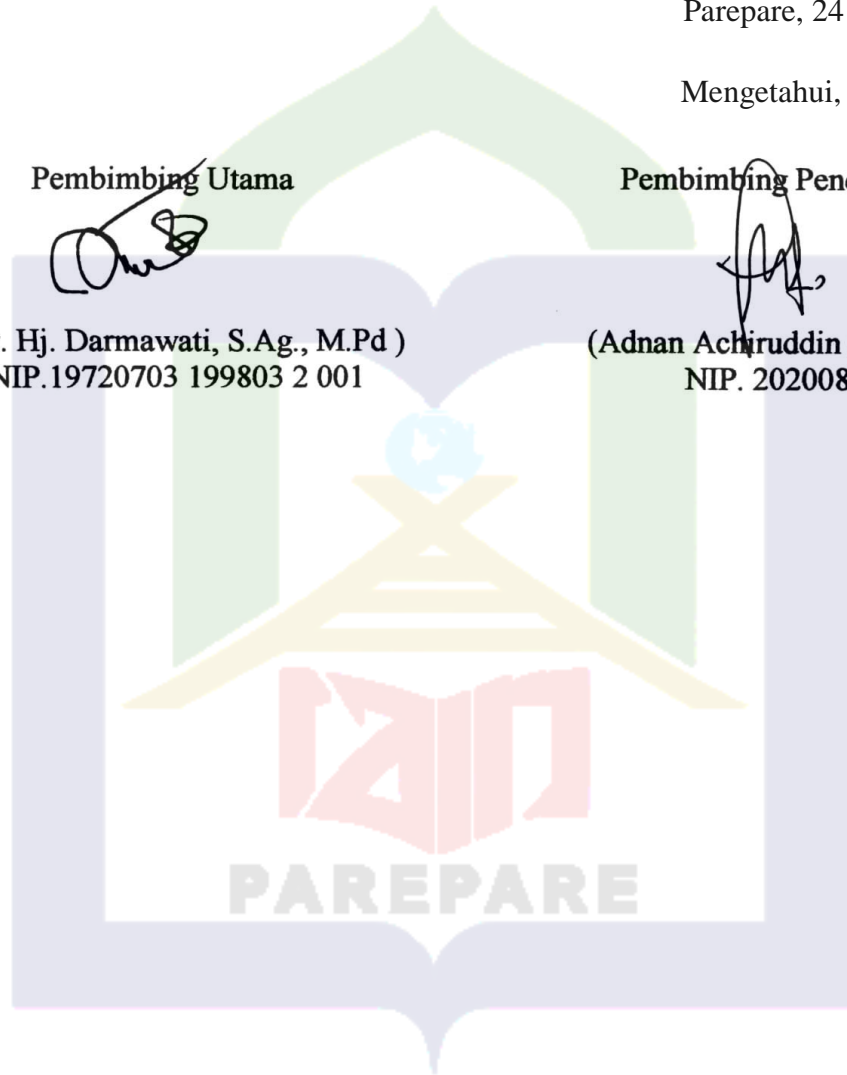 Parepare, 24
Mengetahui,
Pembimbing Utama
Pembimbing
. Hj. Darmawati, S.Ag., M.Pd )
NIP.19720703 199803 2 001
(Adnan Achiruddin
NIP. 202008
IAIN
PAREPARE